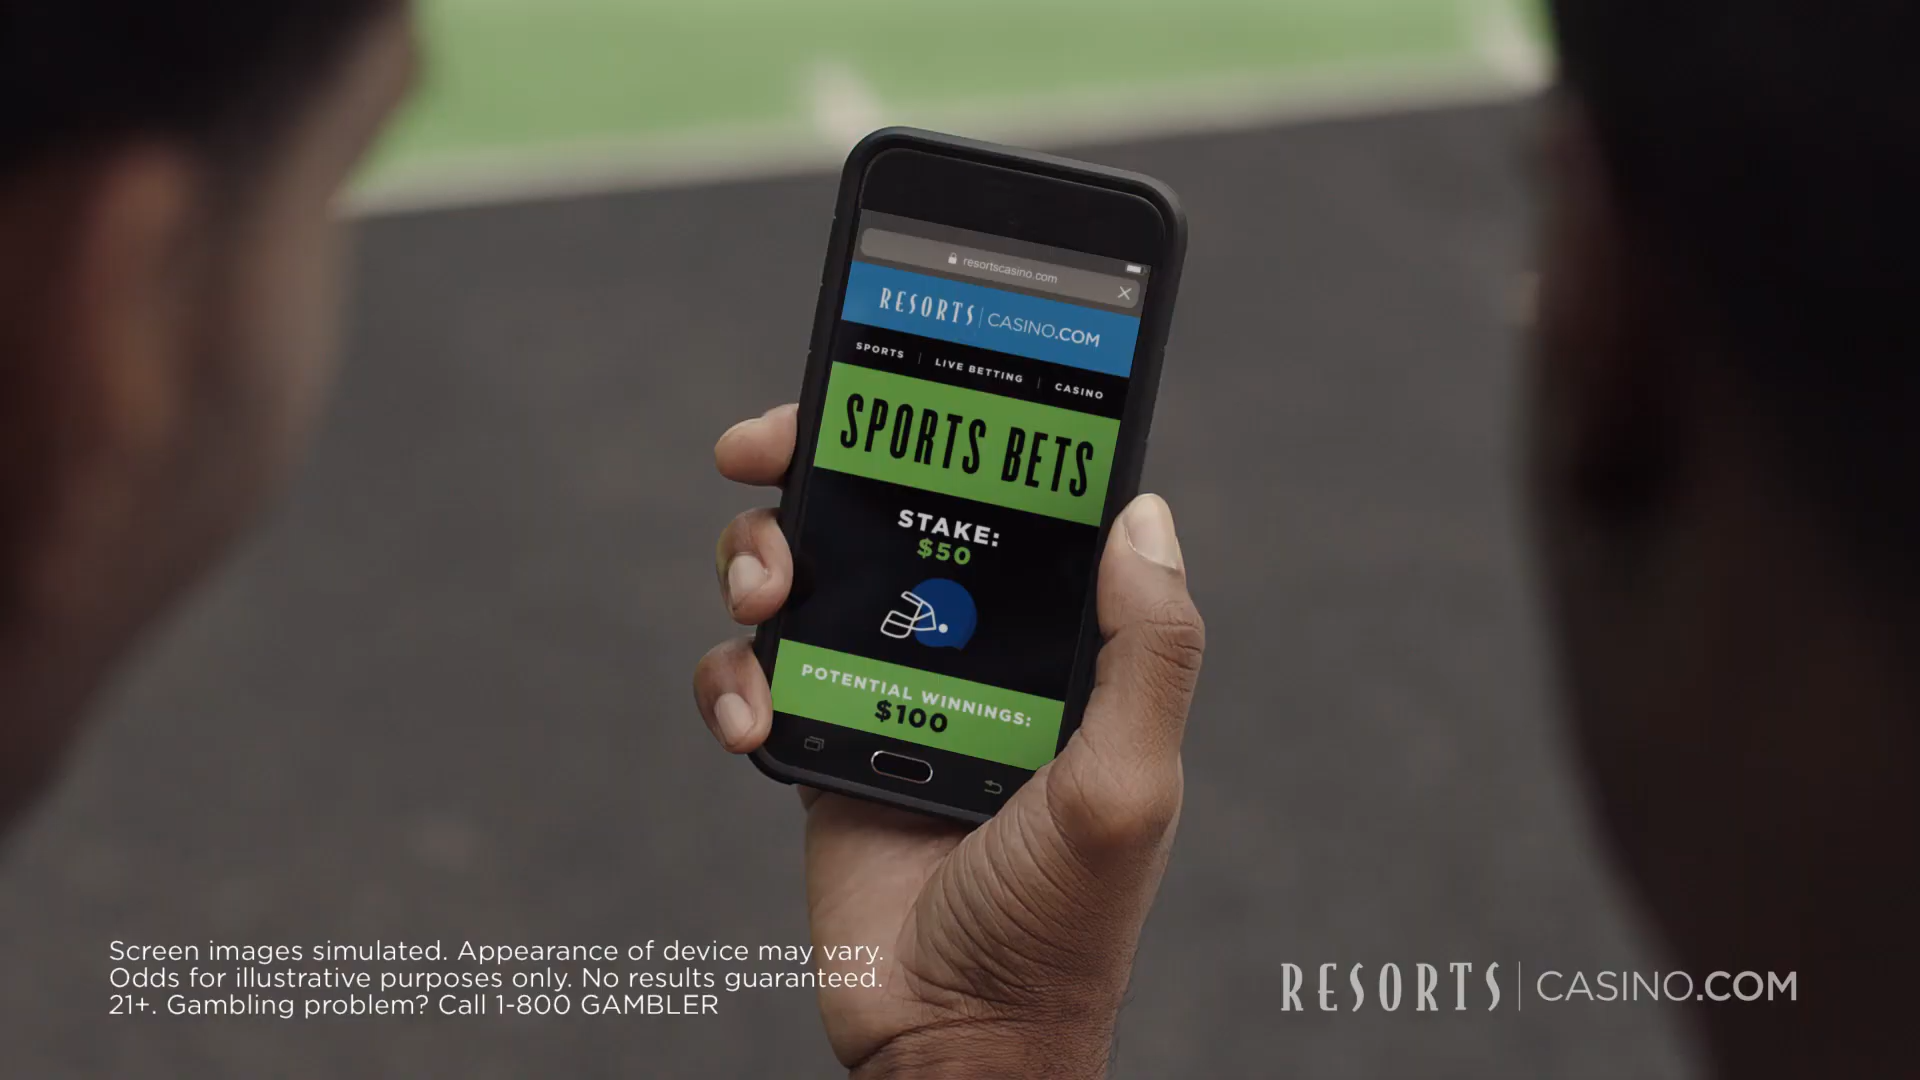 resortscasino.com
RESORTS | CASINO.COM
SPORTS | LIVE BETTING | CASINO
SPORTS BETS
STAKE:
$50
POTENTIAL WINNINGS:
$100
Screen images simulated. Appearance of device may vary.
Odds for illustrative purposes only. No results guaranteed.
21+. Gambling problem? Call 1-800 GAMBLER
RESORTS | CASINO.COM